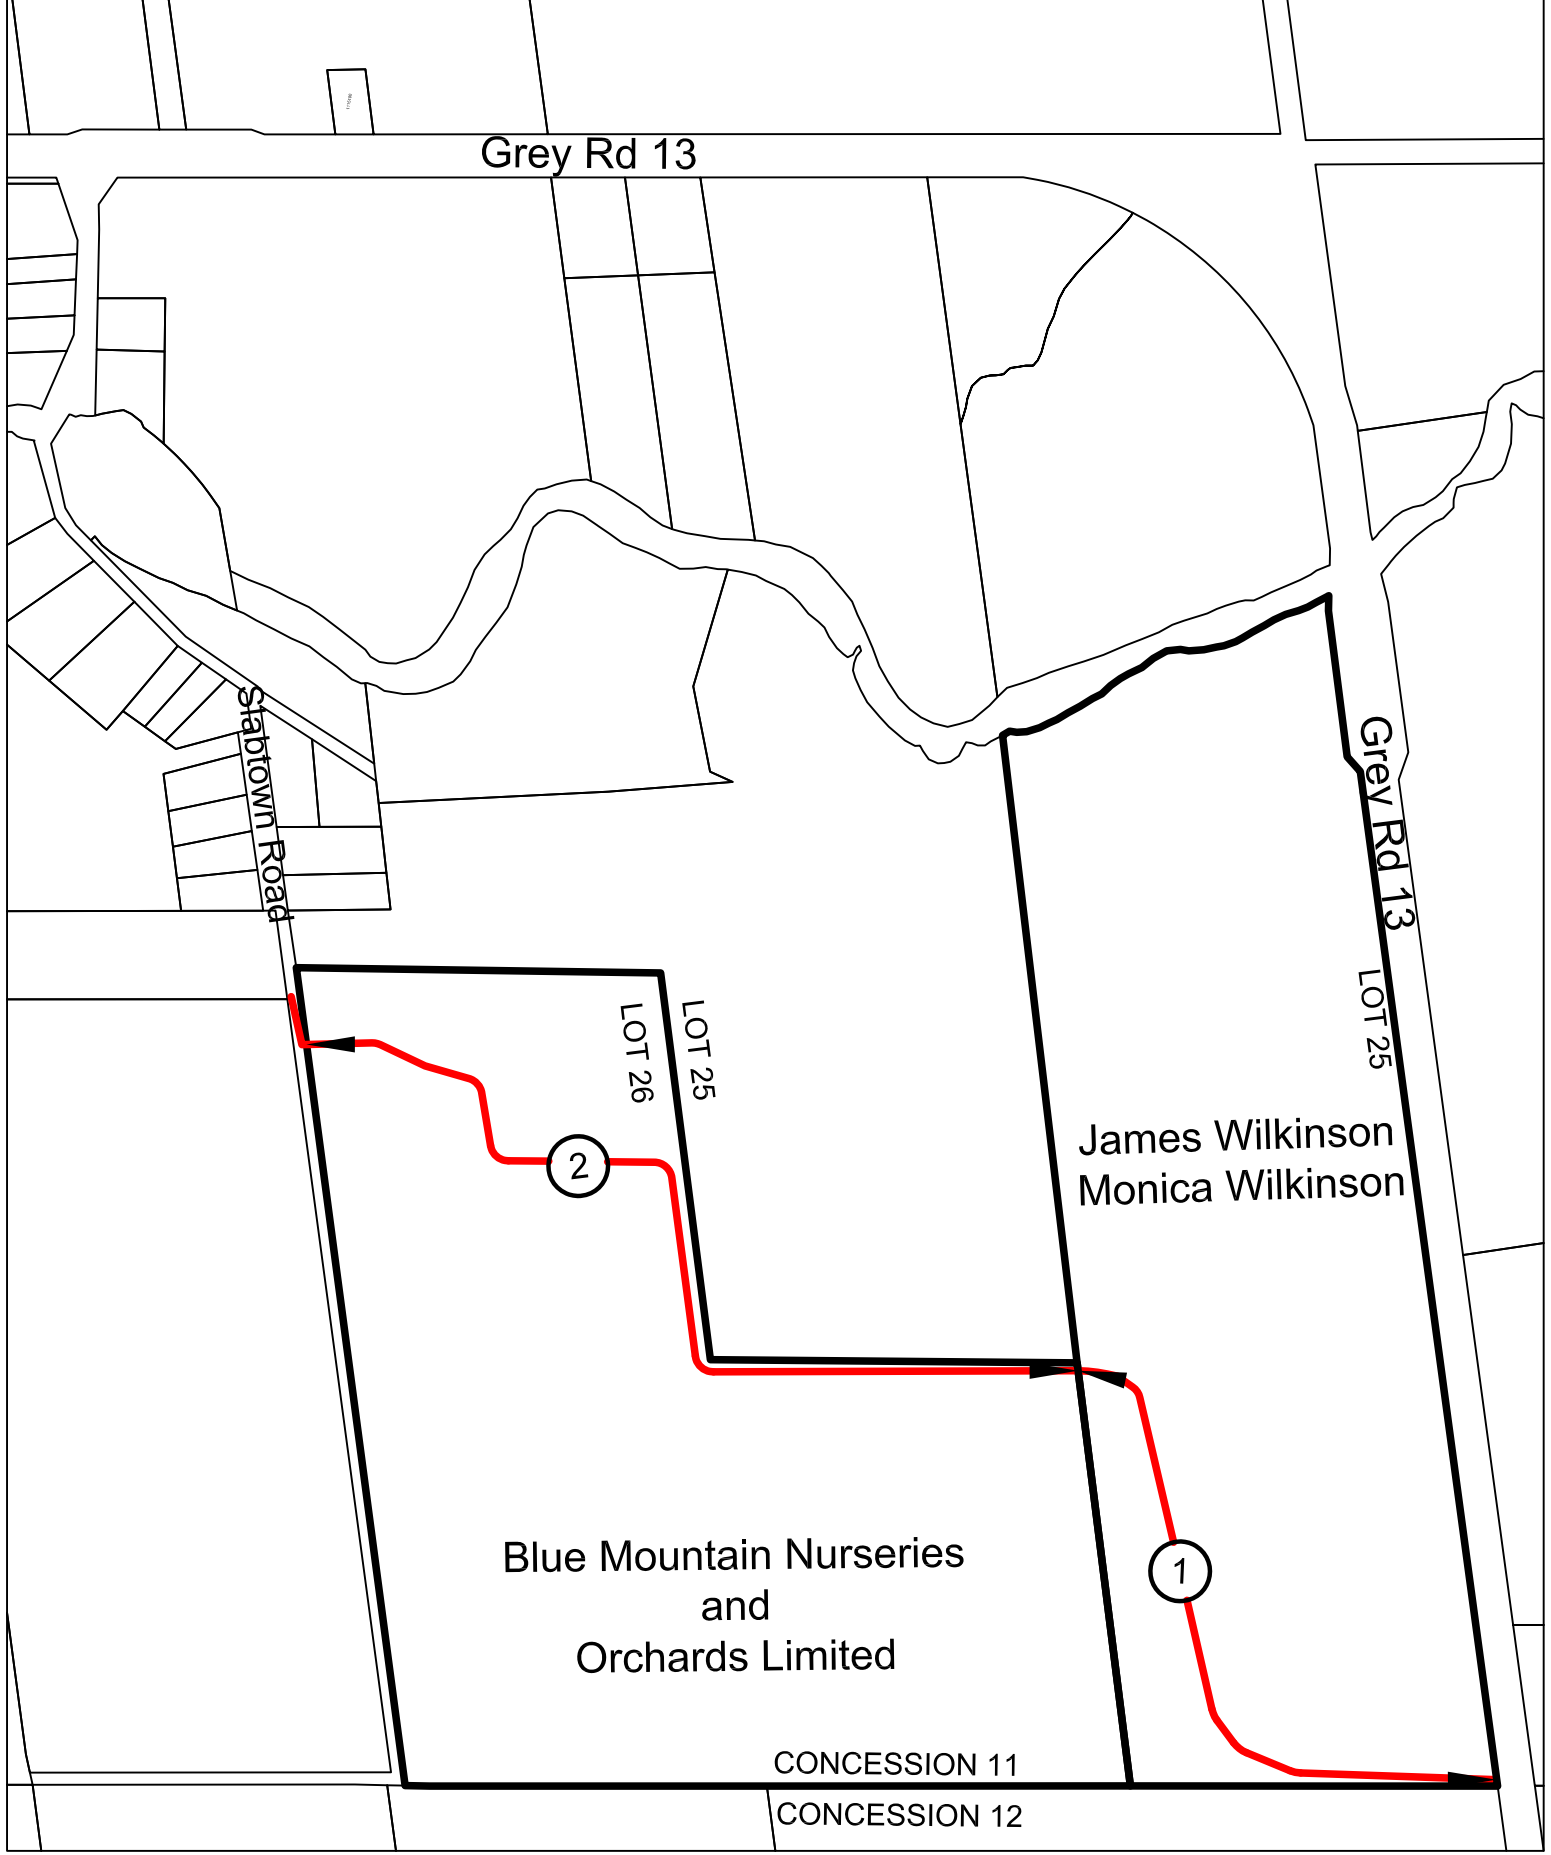 Grey Rd 13
Slabtown Road
Grey Rd 13
LOT 26
LOT 25
LOT 25
James Wilkinson
Monica Wilkinson
2
1
Blue Mountain Nurseries
and
Orchards Limited
CONCESSION 11
CONCESSION 12